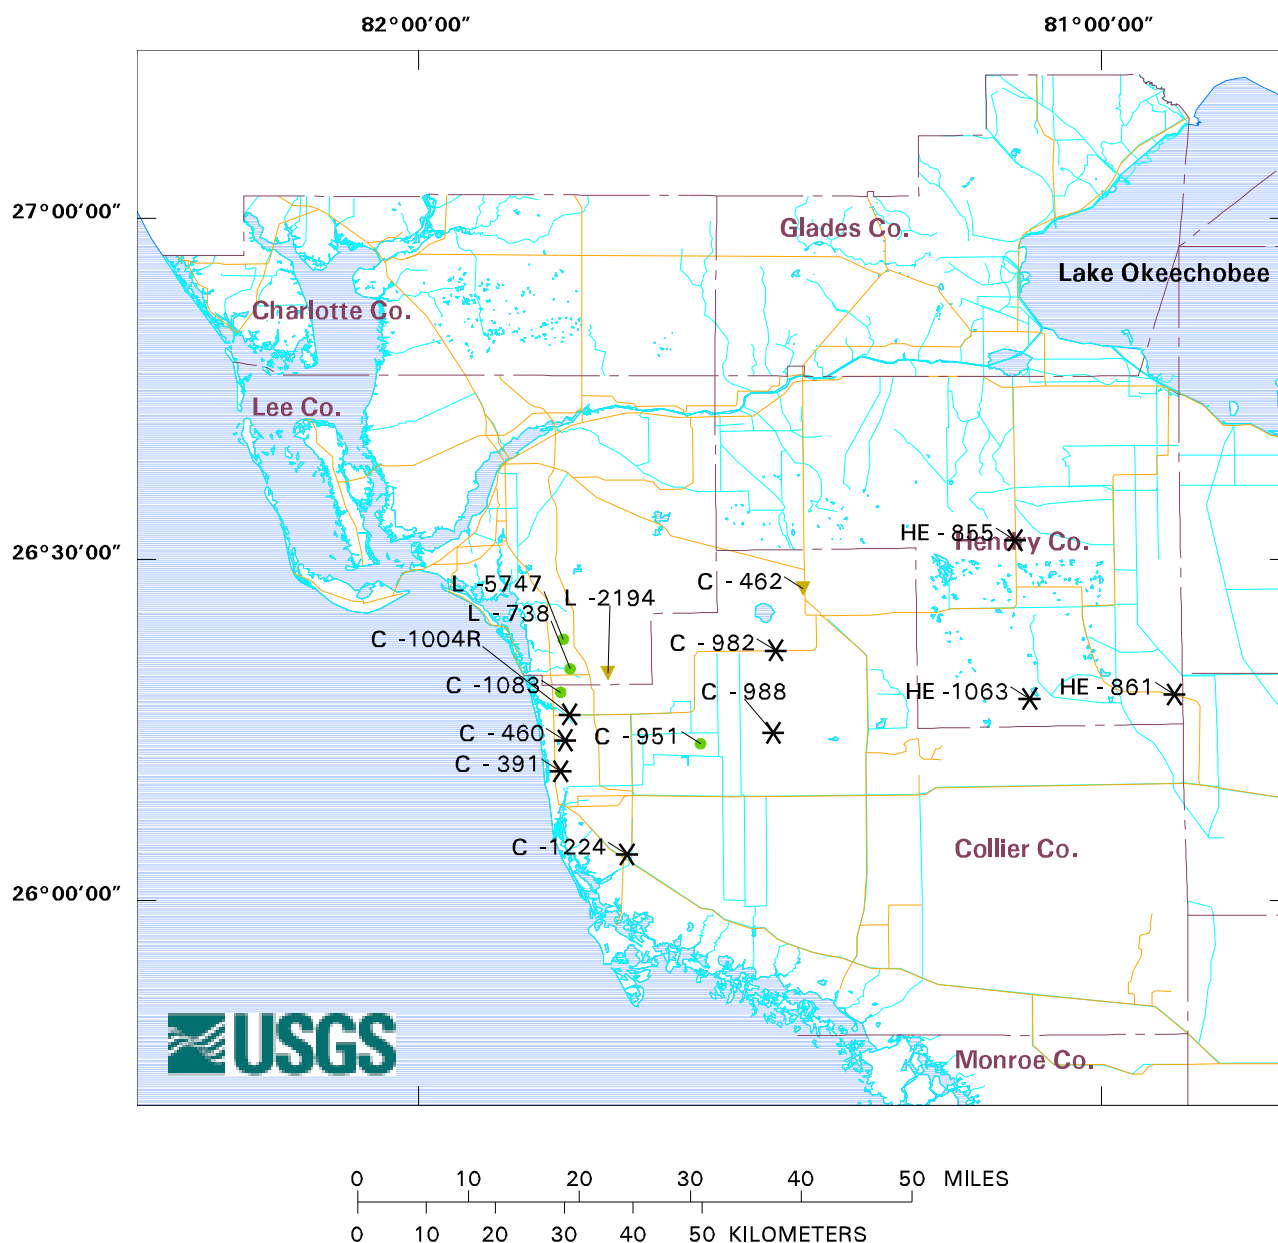 82°00'00" 81°00'00"
27°00'00"
Glades Co.
Lake Okeechobee
Charlotte Co.
Lee Co.
HE - 855
Henry Co.
26°30'00"
L -5747
C - 462
L -2194
L - 738
C -1004R
C - 982
C -1083
C - 988
HE -1063
HE - 861
C - 460
C - 951
C - 391
C -1224
Collier Co.
26°00'00"
USGS
Monroe Co.
0 10 20 30 40 50 MILES
0 10 20 30 40 50 KILOMETERS